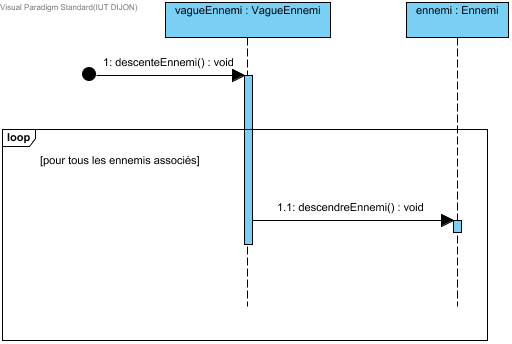 Visual Paradigm Standard(IUT DIJON)
vagueEnnemi : VagueEnnemi
ennemi : Ennemi
1: descenteEnnemi() : void
loop
[pour tous les ennemis associés]
1.1: descendreEnnemi() : void